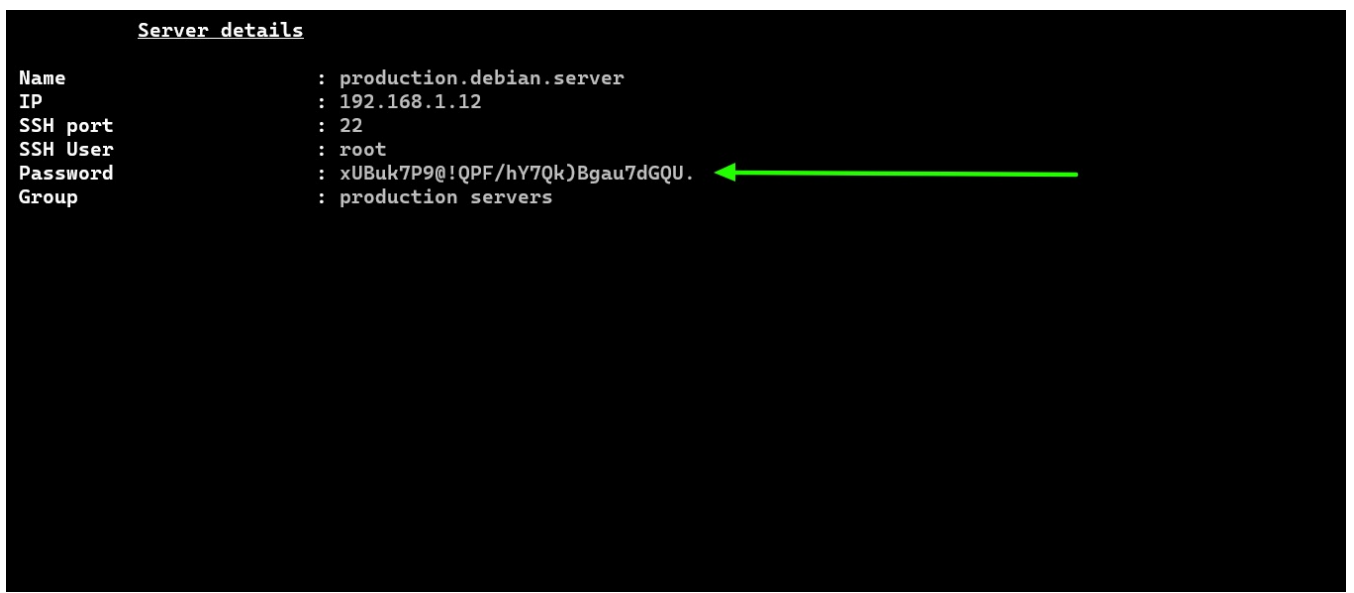 Server details
Name : production.debian.server
IP : 192.168.1.12
SSH port : 22
SSH User : root
Password : xUBuk7P9@!QPF/hY7Qk)Bgau7dGQU.
Group : production servers